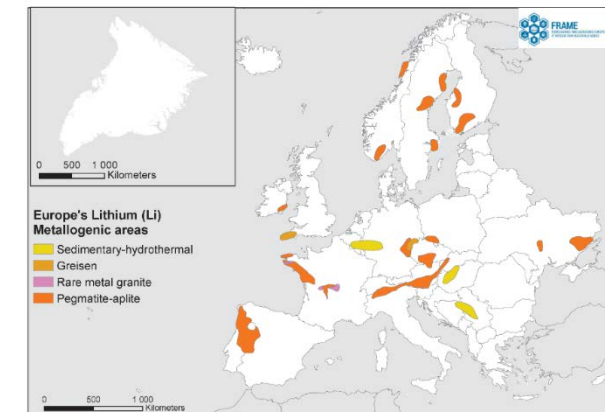 FRAME
0 500 1 000
Kilometers
Europe's Lithium (Li)
Metallogenic areas
Sedimentary-hydrothermal
Greisen
Rare metal granite
Pegmatite-aplite
0 500 1 000
Kilometers